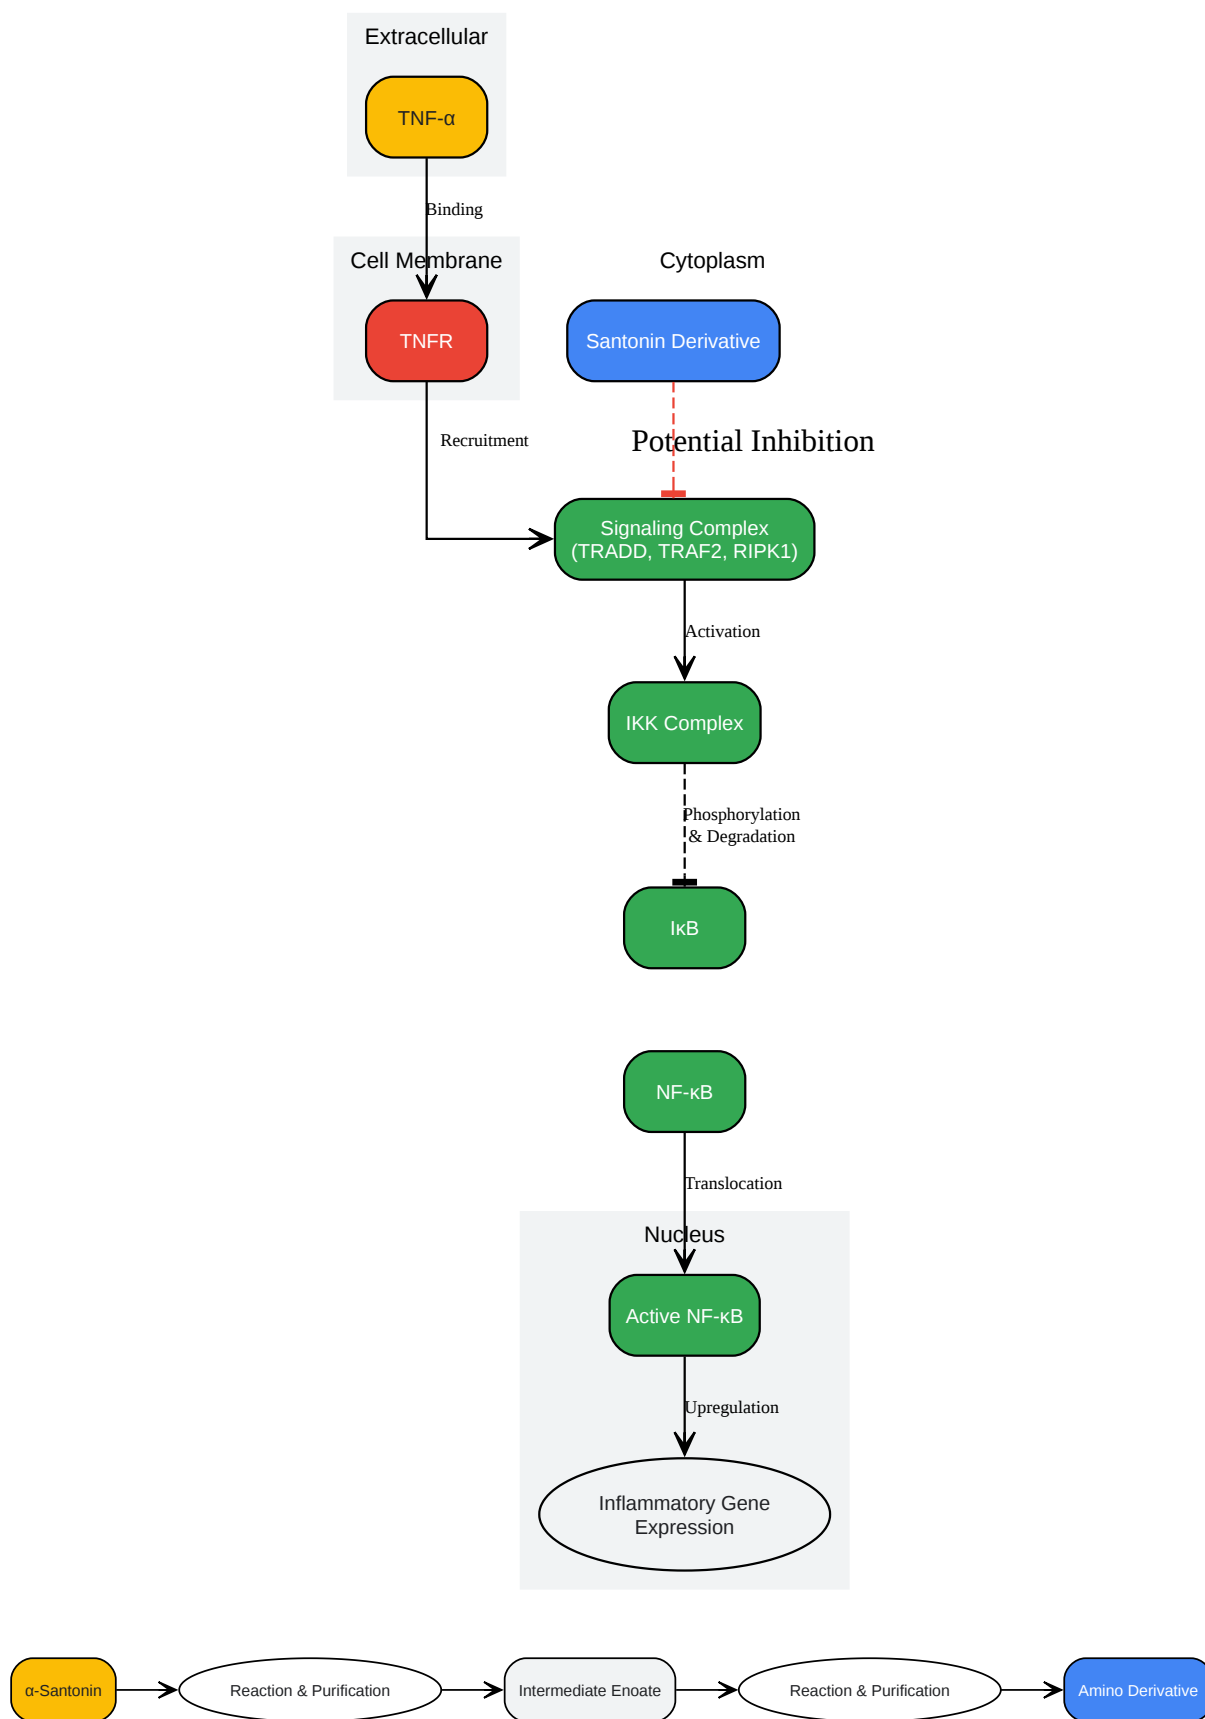 Extracellular
TNF-α
Binding
Cell Membrane
Cytoplasm
TNFR
Santonin Derivative
Recruitment
Potential Inhibition
Signaling Complex
(TRADD, TRAF2, RIPK1)
Activation
IKK Complex
Phosphorylation
& Degradation
IκB
NF-κB
Translocation
Nucleus
Active NF-κB
Upregulation
Inflammatory Gene
Expression
α-Santonin
Reaction & Purification
Intermediate Enoate
Reaction & Purification
Amino Derivative